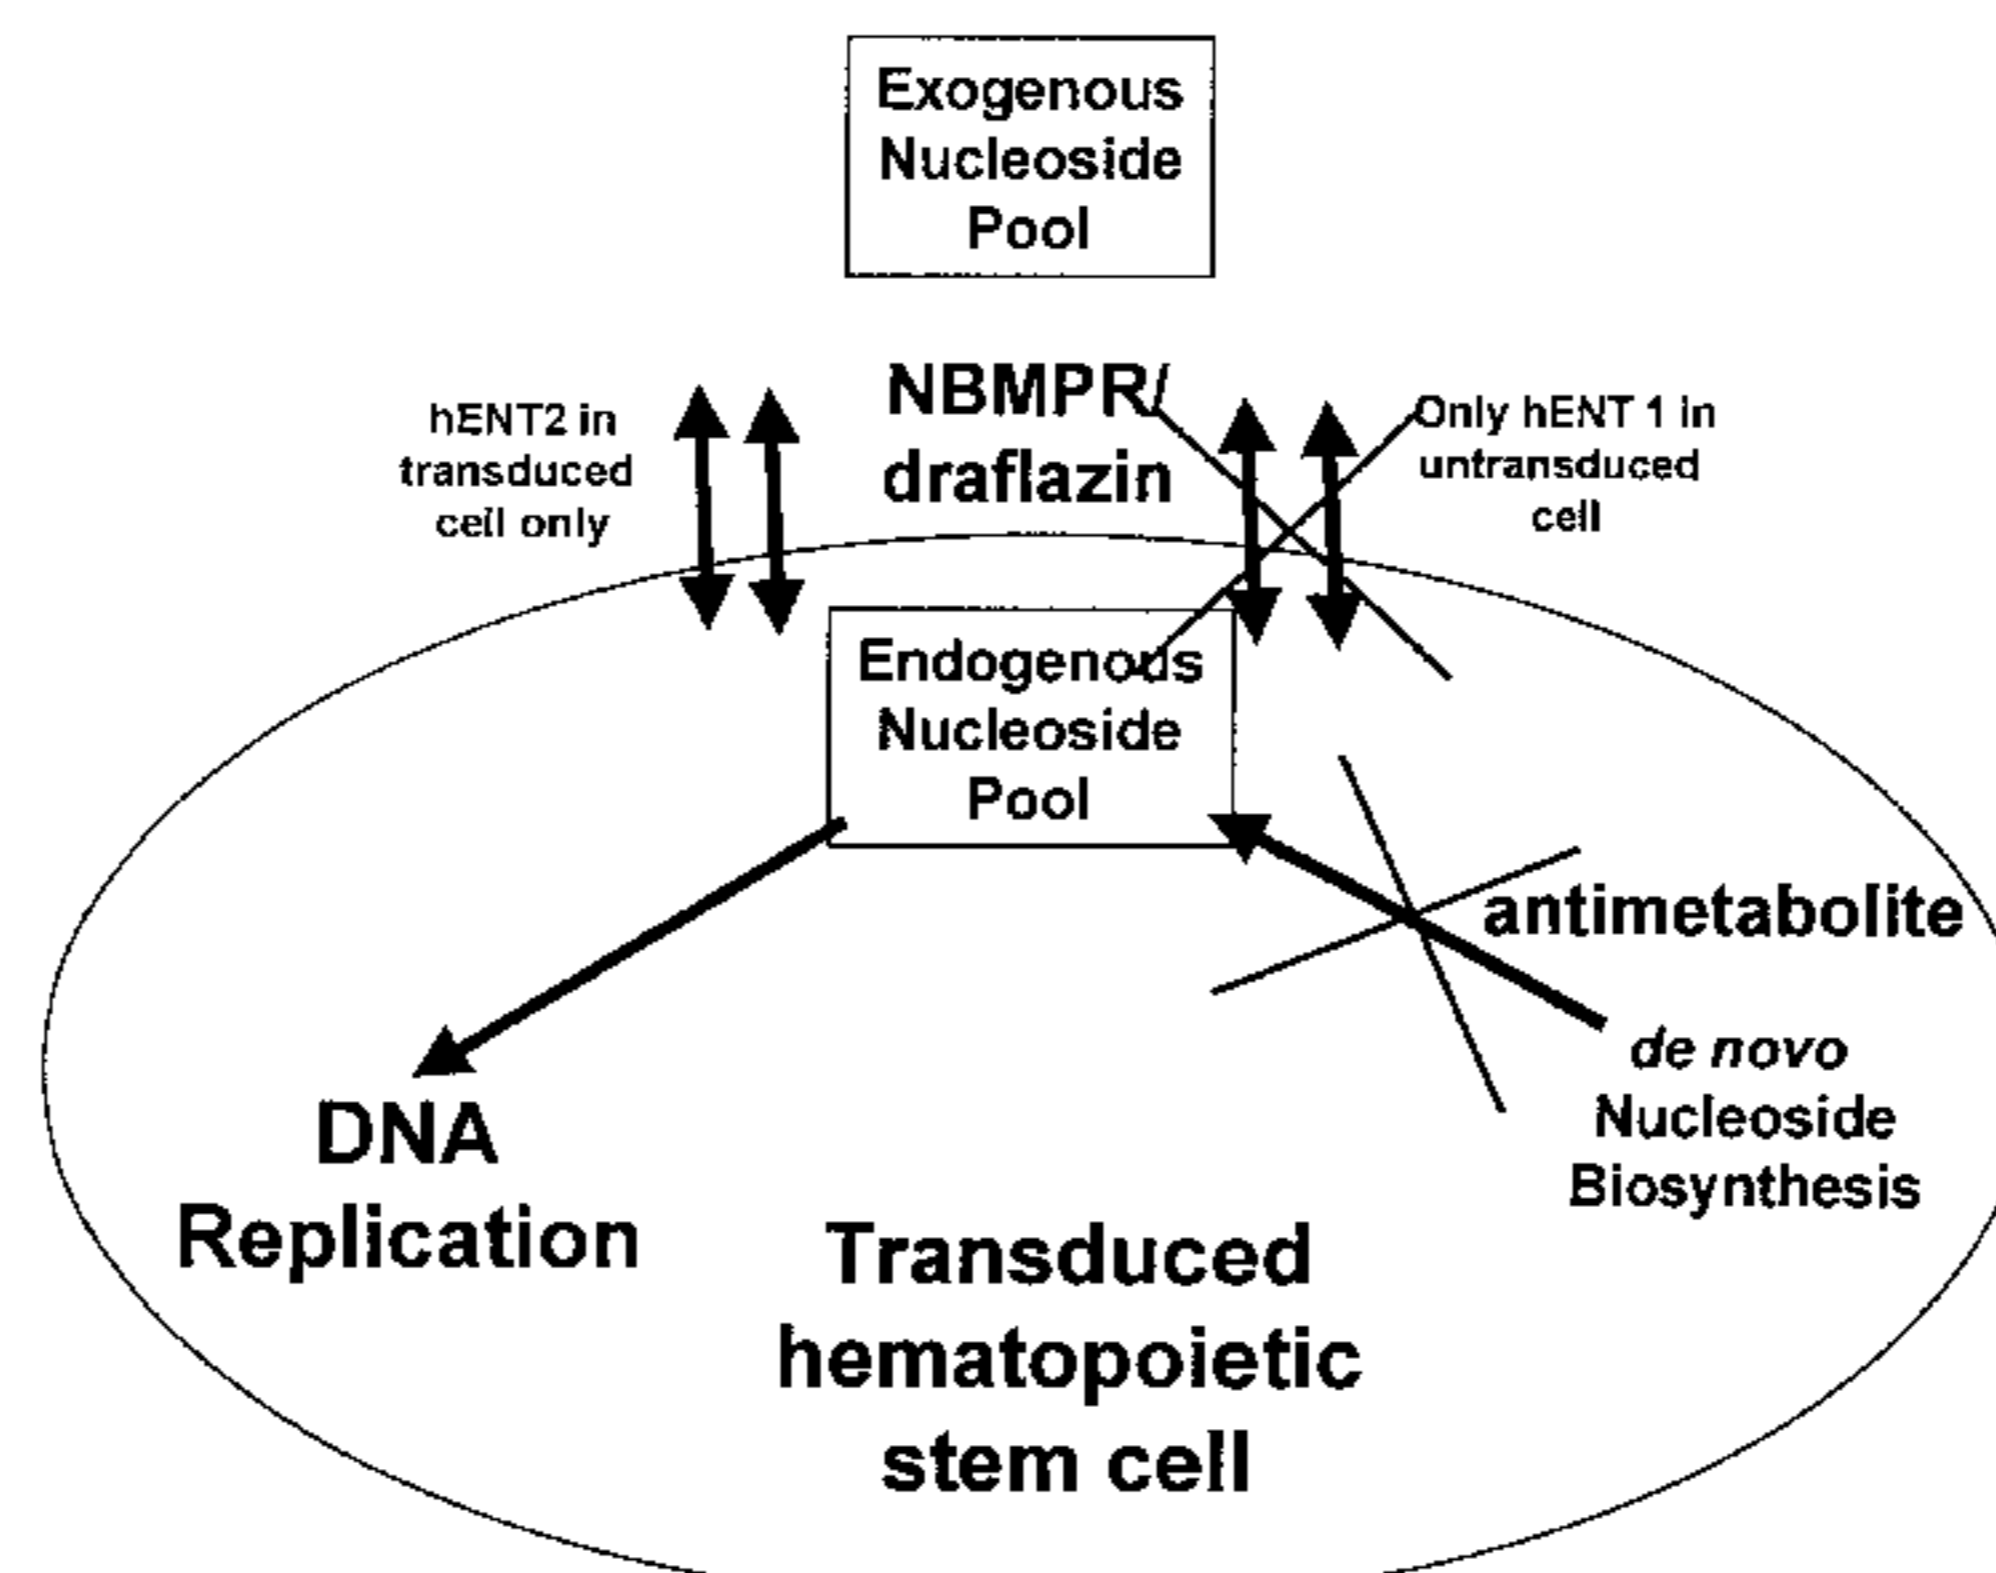 Exogenous
Nucleoside
Pool
hENT2 in
transduced
cell only
NBMPR/
draflazin
Only hENT 1 in
untransduced
cell
Endogenous
Nucleoside
Pool
antimetabolite
de novo
Nucleoside
Biosynthesis
DNA
Replication
Transduced
hematopoietic
stem cell